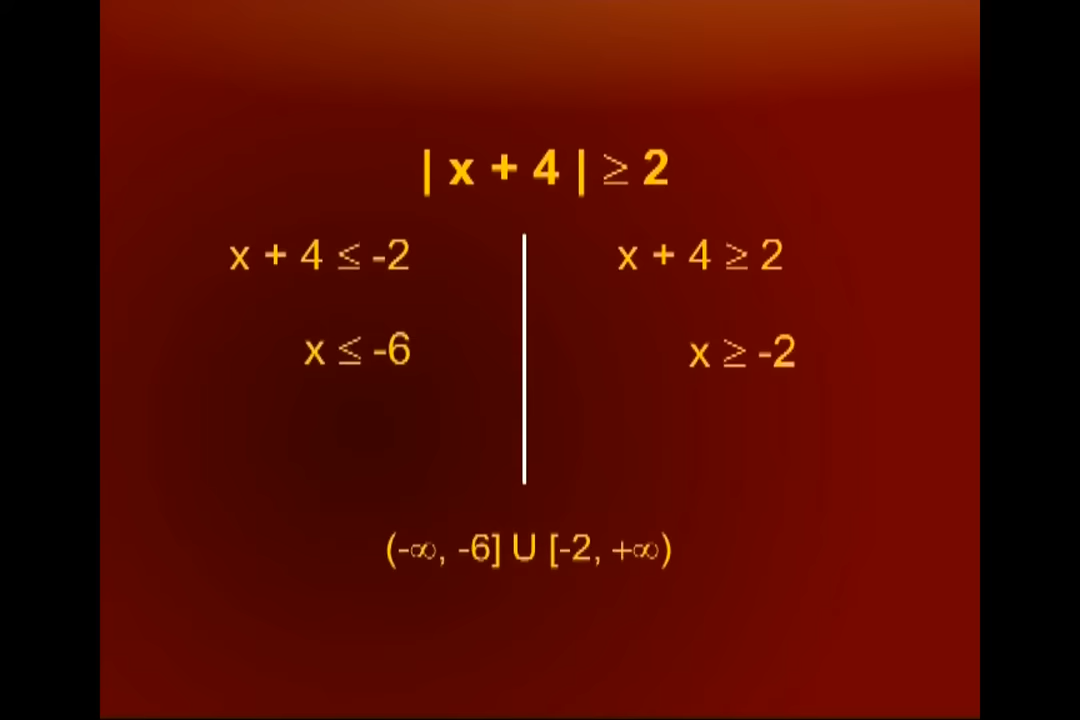 | x + 4 | ≥ 2
x + 4 ≤ -2
x ≤ -6
x + 4 ≥ 2
x ≥ -2
(-∞, -6] U [-2, +∞)